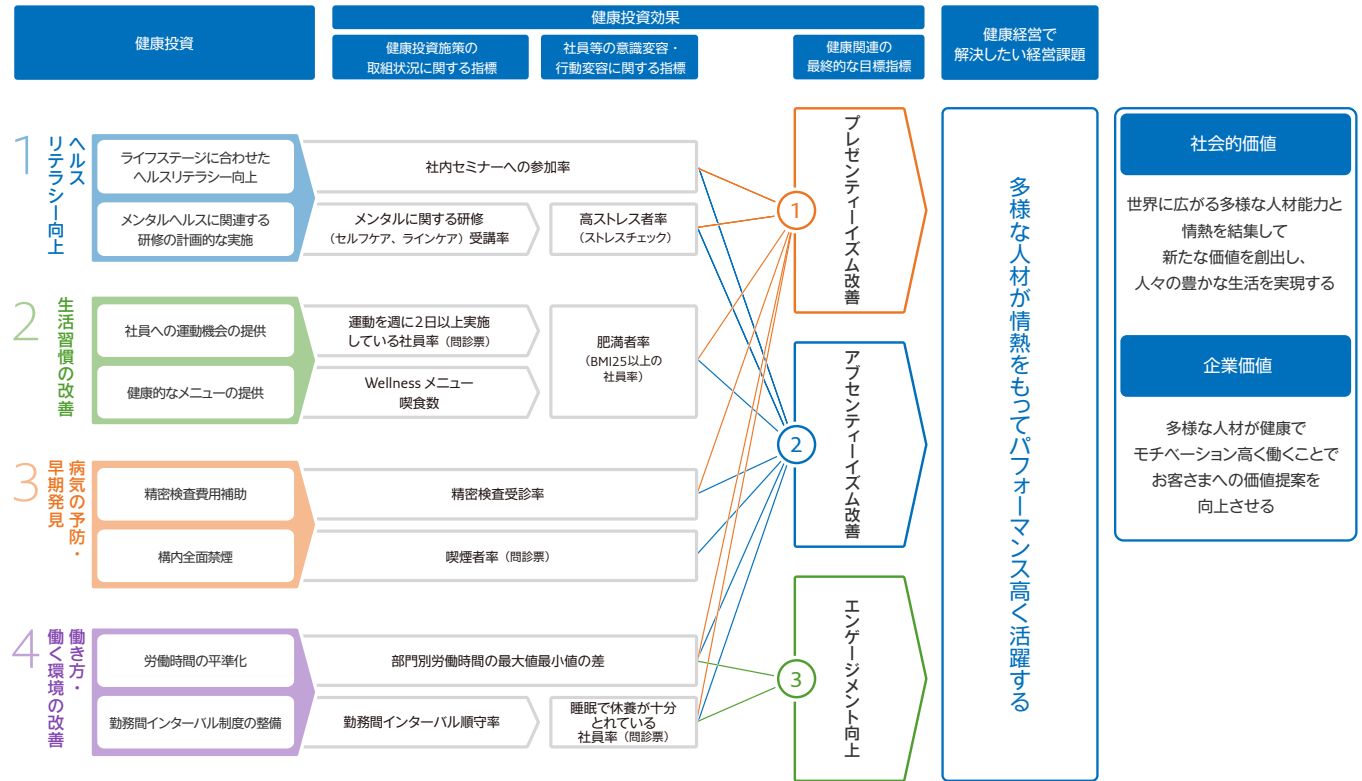 健康投資
健康投資効果
健康投資施策の
取組状況に関する指標
社員等の意識変容・
行動変容に関する指標
健康関連の
最終的な目標指標
健康経営で
解決したい経営課題
1
ヘルス
リテラシー向上
ライフステージに合わせた
ヘルスリテラシー向上
社内セミナーへの参加率
メンタルヘルスに関連する
研修の計画的な実施
メンタルに関する研修
（セルフケア、ラインケア）受講率
高ストレス者率
（ストレスチェック）
2
生活習慣の改善
社員への運動機会の提供
運動を週に2日以上実施
している社員率（問診票）
健康的なメニューの提供
Wellness メニュー
喫食数
肥満者率
（BMI25以上の
社員率）
3
病気の予防・
早期発見
精密検査費用補助
精密検査受診率
構内全面禁煙
喫煙者率（問診票）
4
働き方・
働く環境の改善
労働時間の平準化
部門別労働時間の最大値最小値の差
勤務間インターバル制度の整備
勤務間インターバル順守率
睡眠で休養が十分
とれている
社員率（問診票）
1
プレゼンティーイズム改善
2
アブセンティーイズム改善
3
エンゲージメント向上
多様な人材が情熱をもってパフォーマンス高く活躍する
社会的価値
世界に広がる多様な人材能力と
情熱を結集して
新たな価値を創出し、
人々の豊かな生活を実現する
企業価値
多様な人材が健康で
モチベーション高く働くことで
お客さまへの価値提案を
向上させる